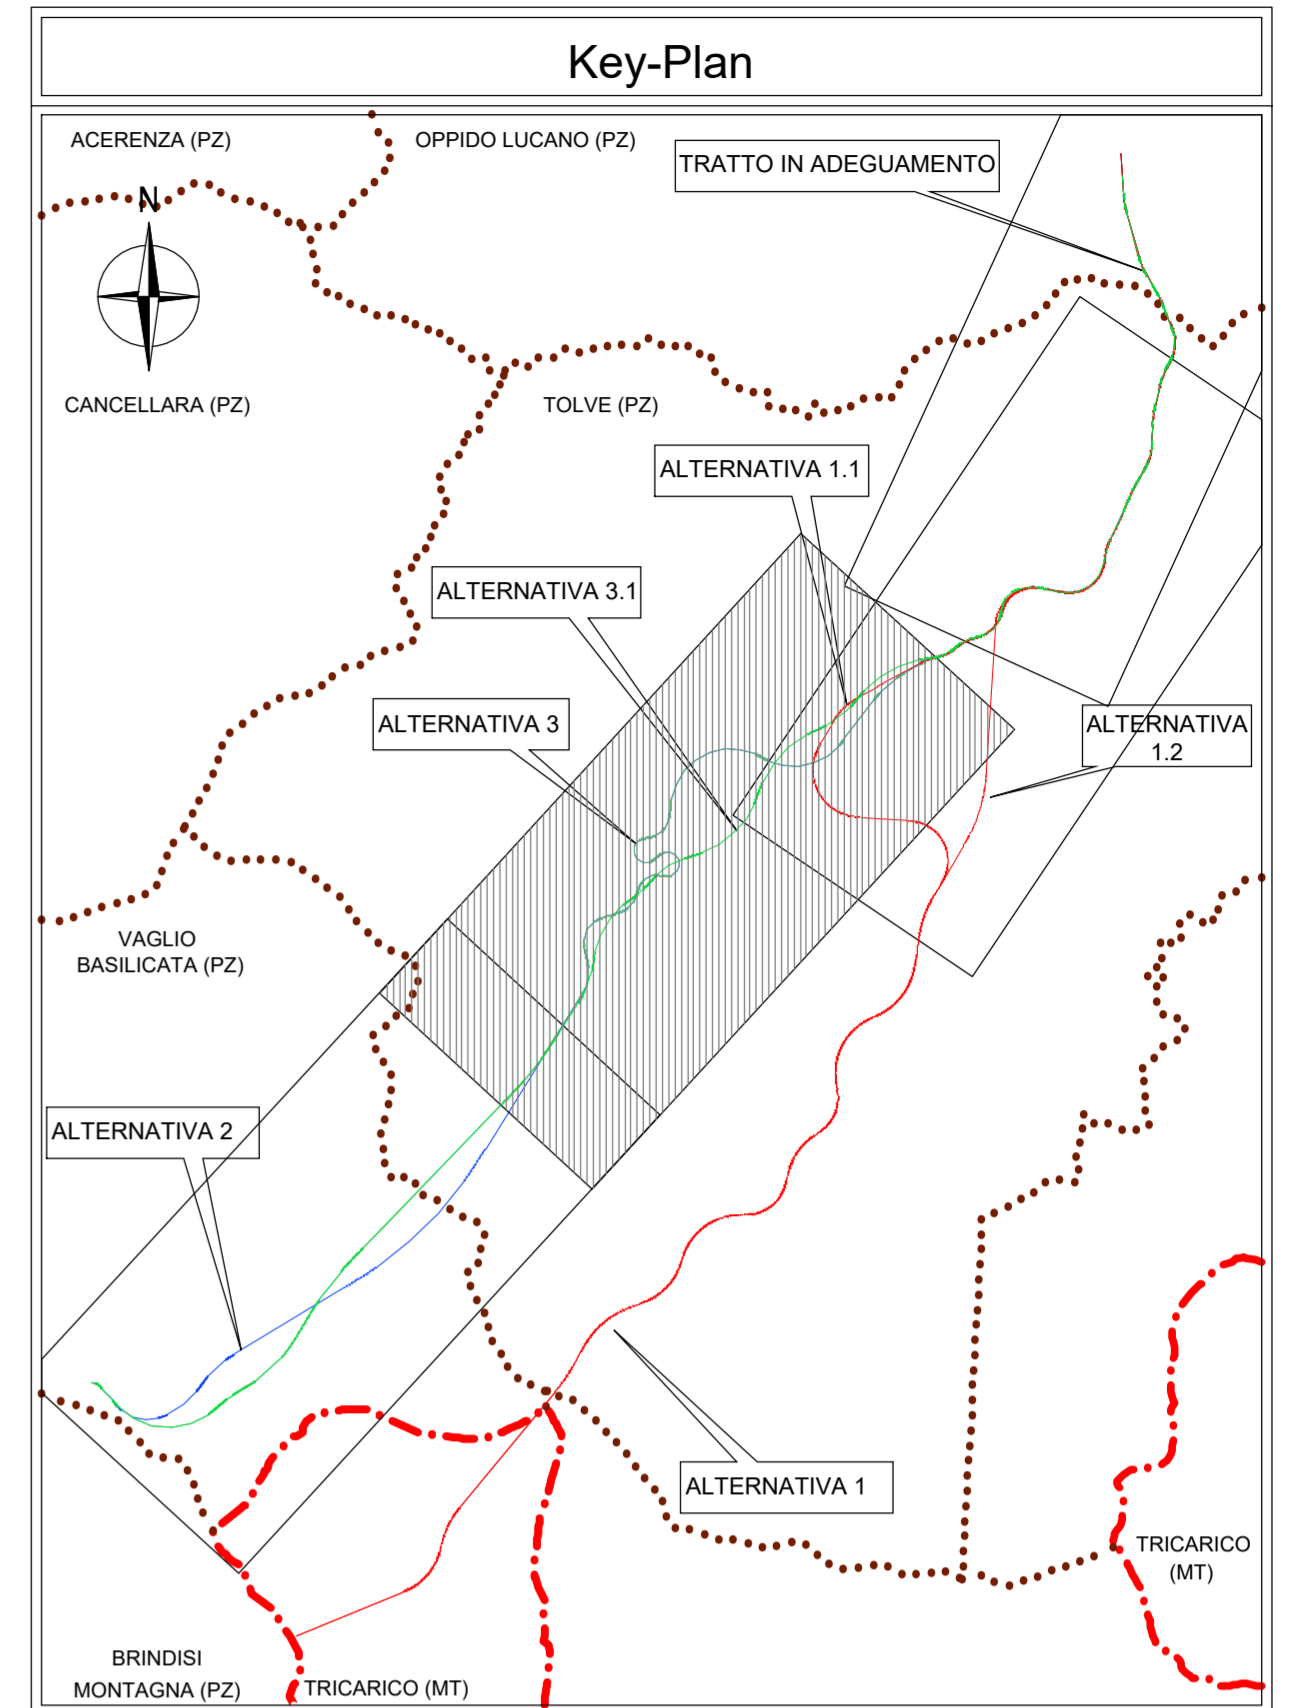 Key-Plan
ACERENZA (PZ)
OPPIDO LUCANO (PZ)
TRATTO IN ADEGUAMENTO
N
CANCELLARA (PZ)
TOLVE (PZ)
ALTERNATIVA 1.1
ALTERNATIVA 3.1
ALTERNATIVA 3
ALTERNATIVA
1.2
VAGLIO
BASILICATA (PZ)
ALTERNATIVA 2
ALTERNATIVA 1
TRICARICO
(MT)
BRINDISI
MONTAGNA (PZ)
TRICARICO (MT)